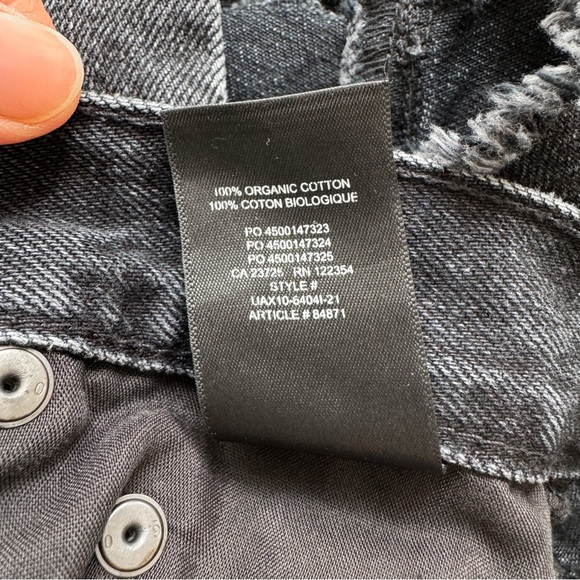 100% ORGANIC COTTON
100% COTON BIOLOGIQUE
PO 4500147323
PO 4500147324
PO 4500147325
CA 23725 RN 122354
STYLE #
UAX10-6404I-21
ARTICLE # 84871